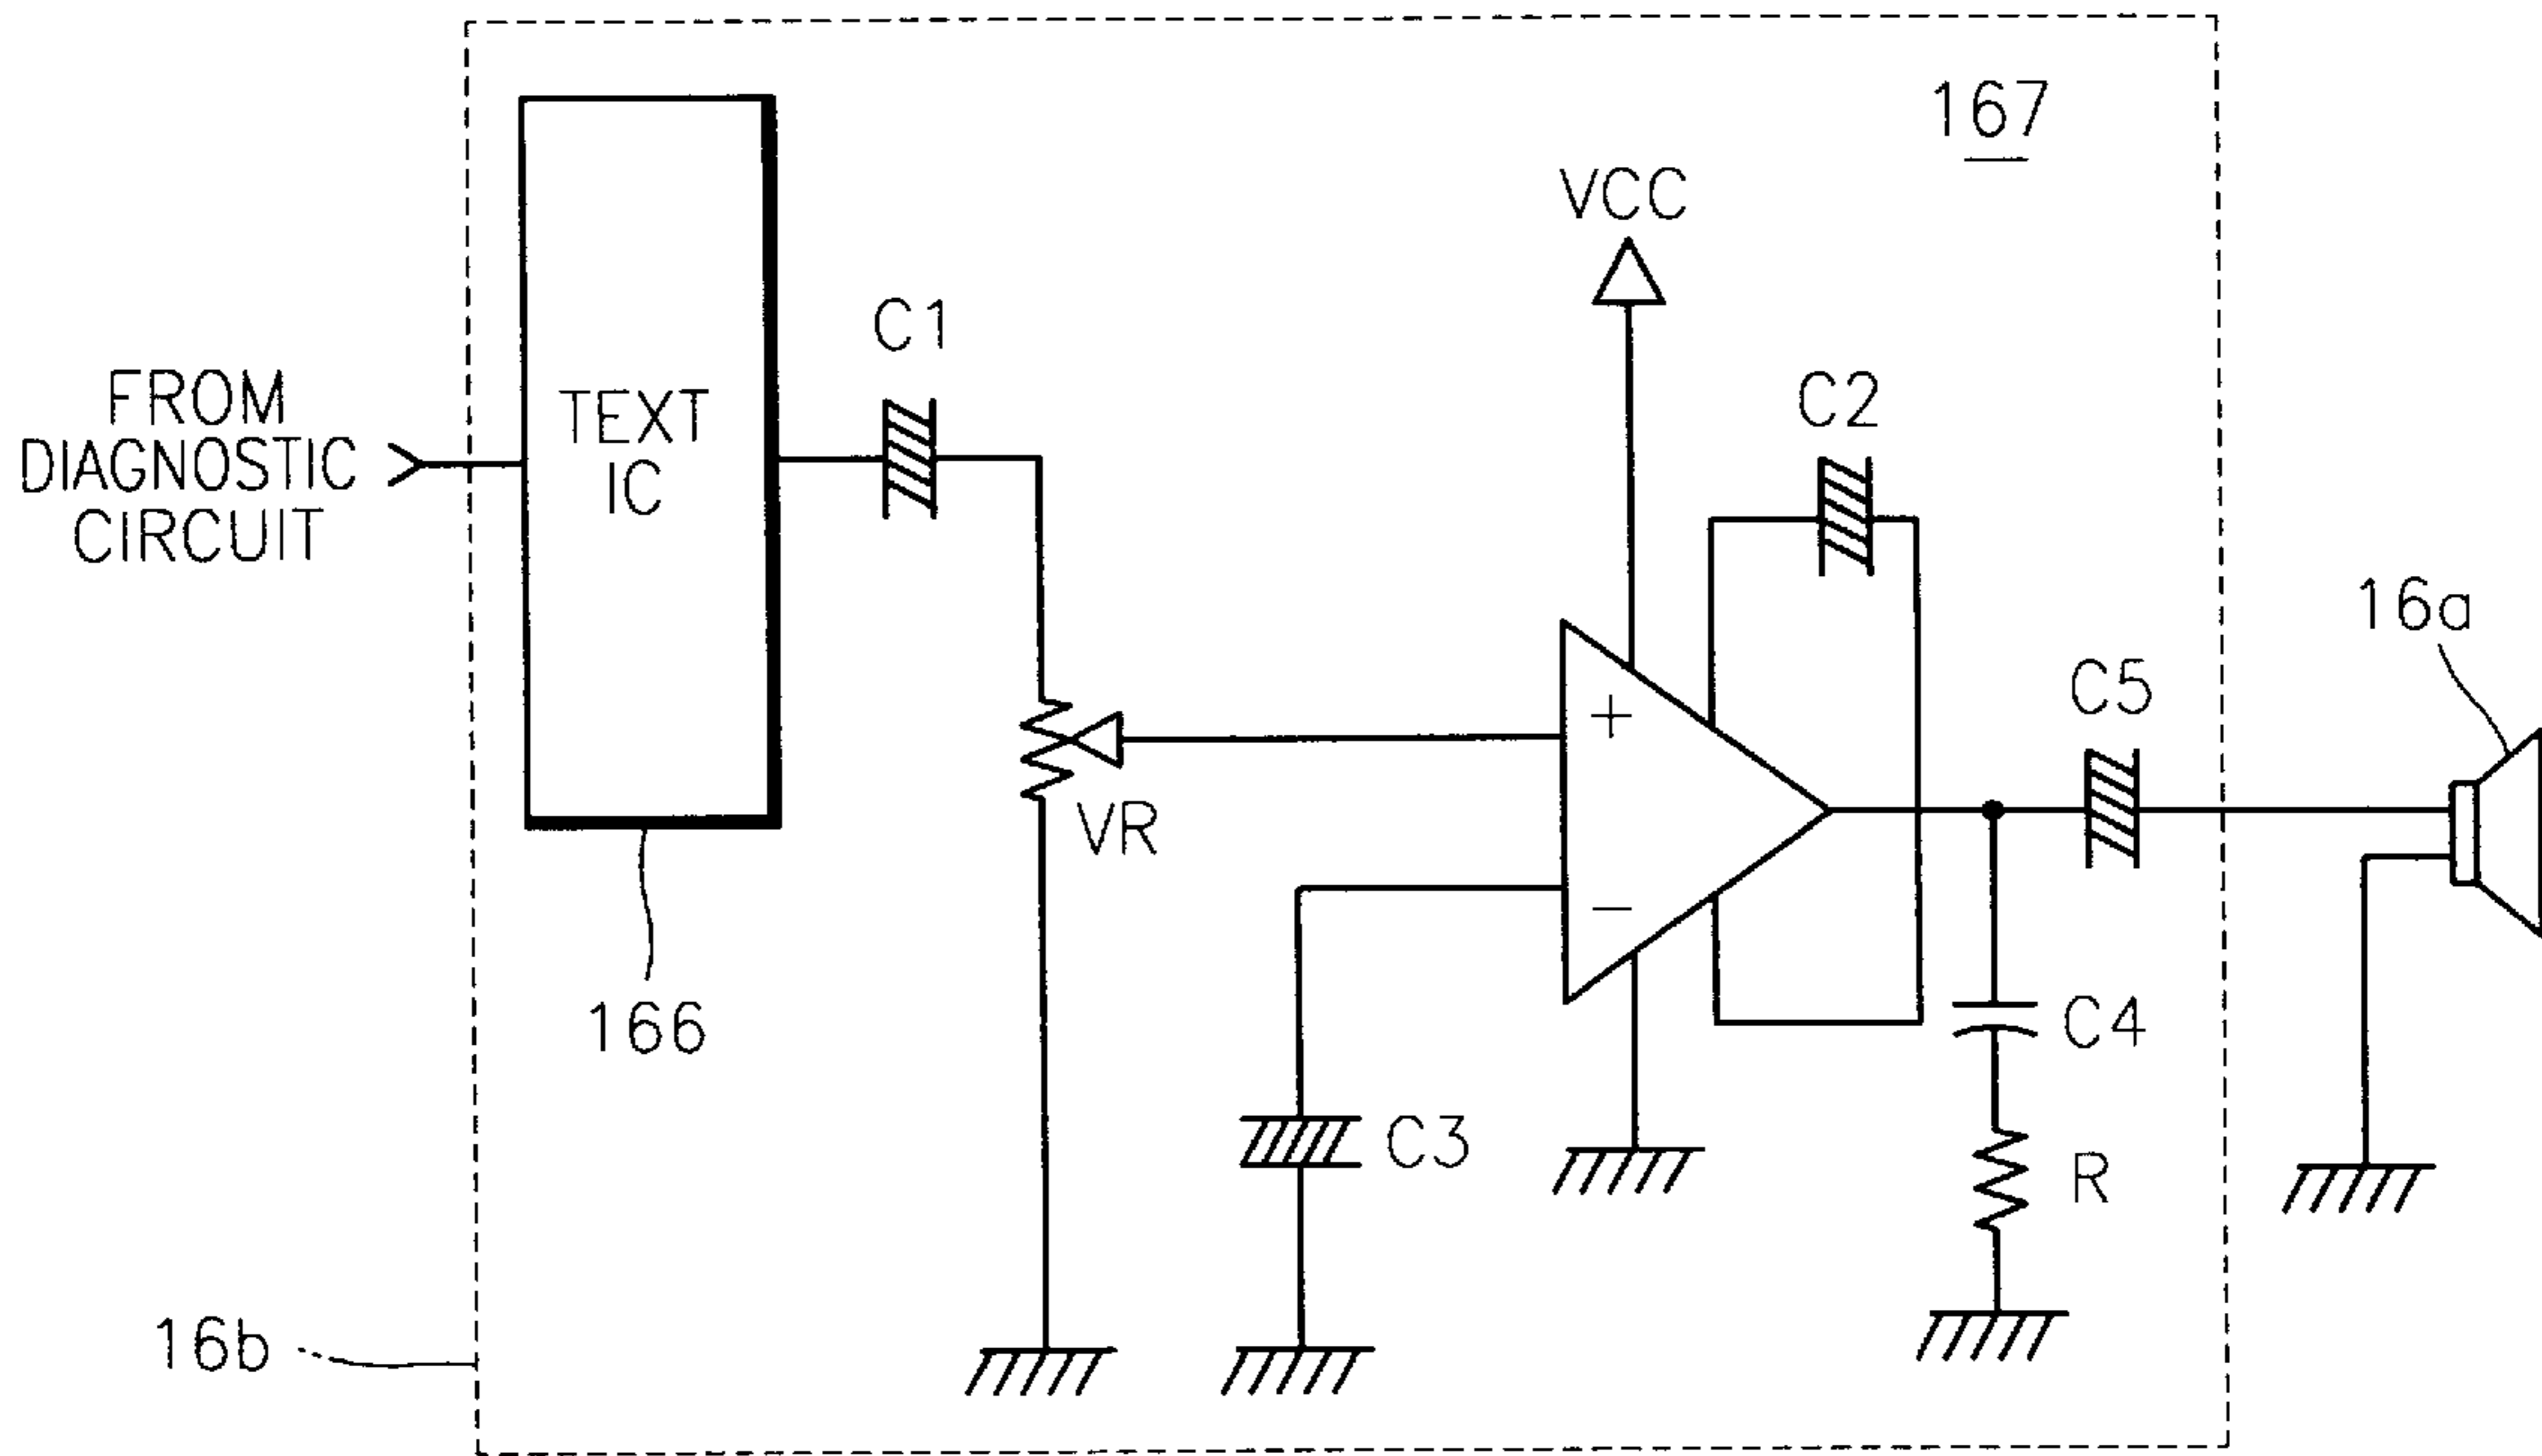 167
VCC
C1
FROM
DIAGNOSTIC
CIRCUIT
TEXT
IC
C2
16a
C5
+
VR
−
166
C4
C3
R
16b